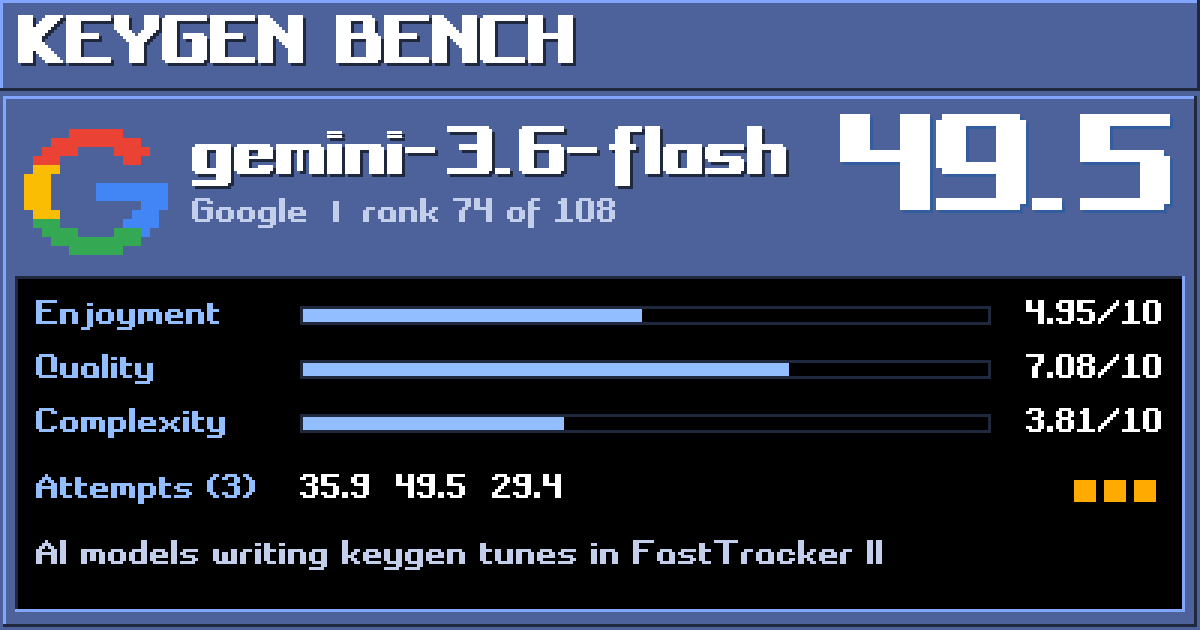 KEYGEN BENCH
gemini-3.6-flash
49.5
Google | rank 74 of 108
Enjoyment 4.95/10
Quality 7.08/10
Complexity 3.81/10
Attempts (3) 35.9 49.5 29.4
AI models writing keygen tunes in FastTracker II